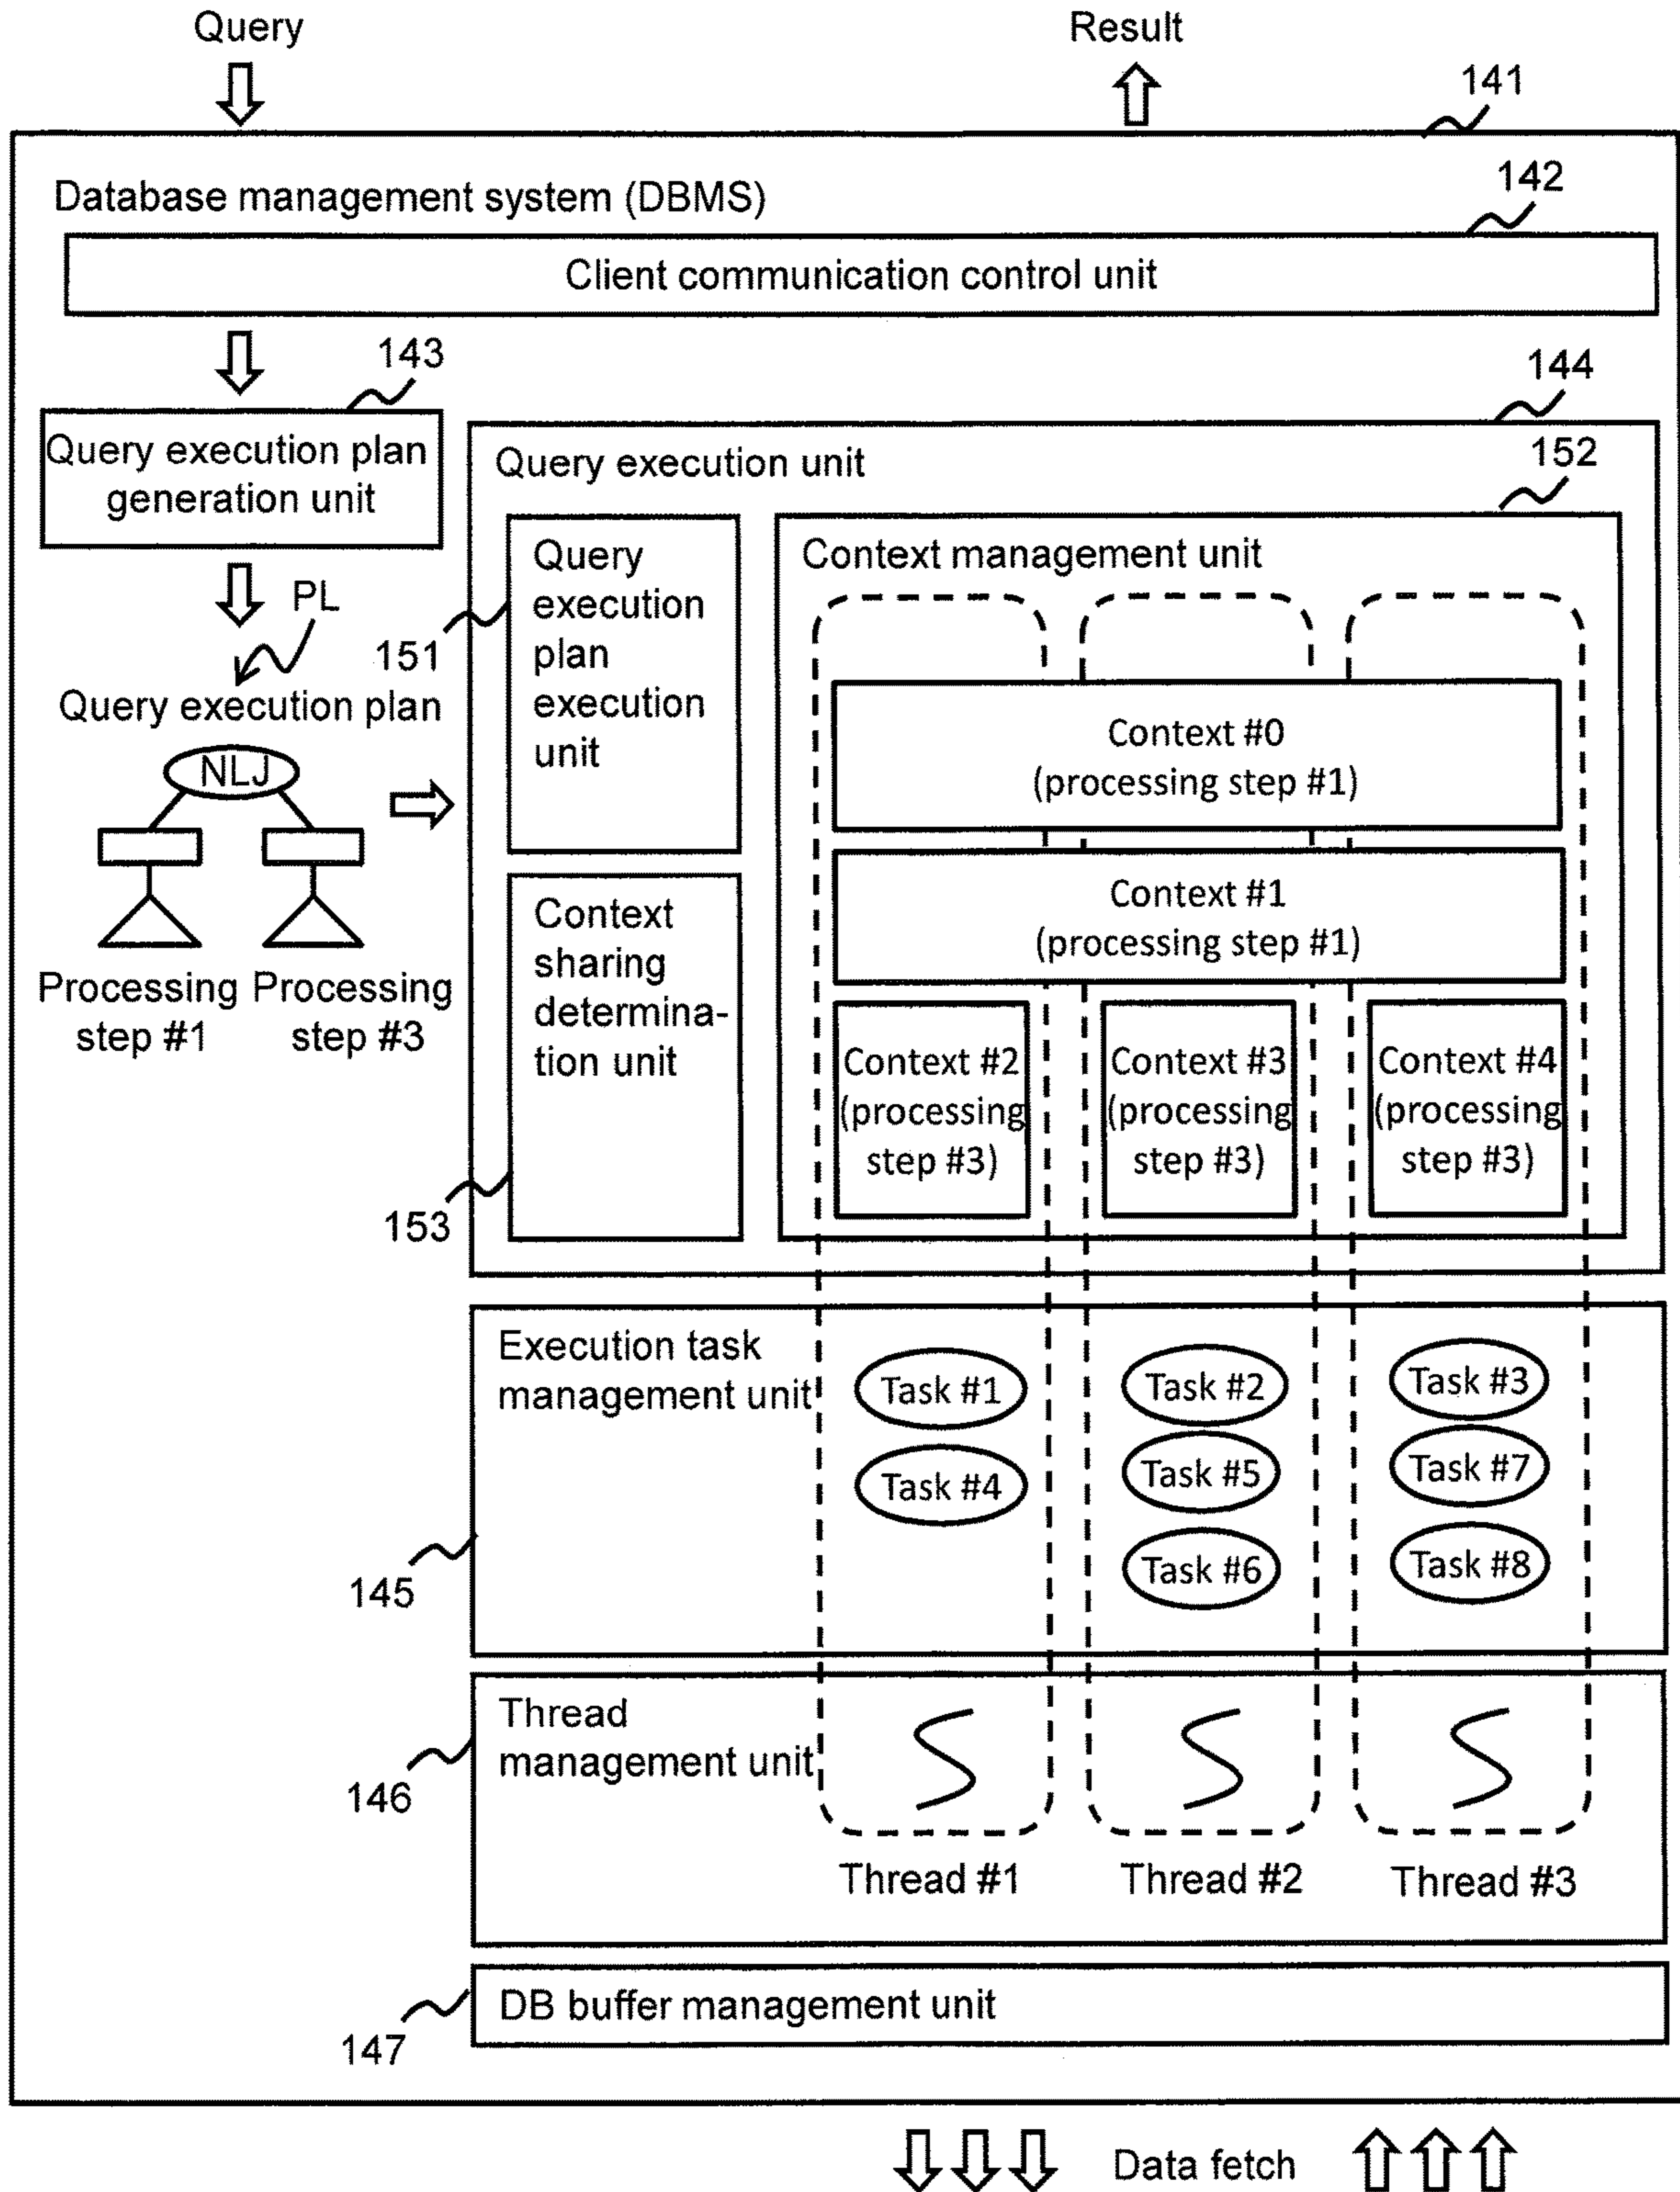 Query
Result
141
Database management system (DBMS)
142
Client communication control unit
143
144
Query execution plan
generation unit
Query execution unit
152
PL
151
Query
execution
plan
execution
unit
Context management unit
Query execution plan
NLJ
Context #0
(processing step #1)
Context #1
(processing step #1)
Processing
step #1
Processing
step #3
Context
sharing
determina-
tion unit
153
Context #2
(processing
step #3)
Context #3
(processing
step #3)
Context #4
(processing
step #3)
Execution task
management unit
145
Task #1
Task #2
Task #3
Task #4
Task #5
Task #7
Task #6
Task #8
Thread
management unit
146
Thread #1
Thread #2
Thread #3
DB buffer management unit
147
Data fetch